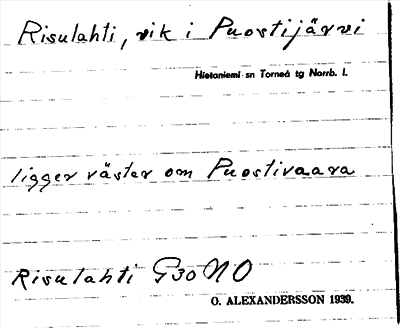 Risulahti, vik i Puostijärvi
Hietaniemi sn Torneå tg Norrb. l.
ligger väster om Puostivaara
Risulahti G30 NO
O. ALEXANDERSSON 1939.